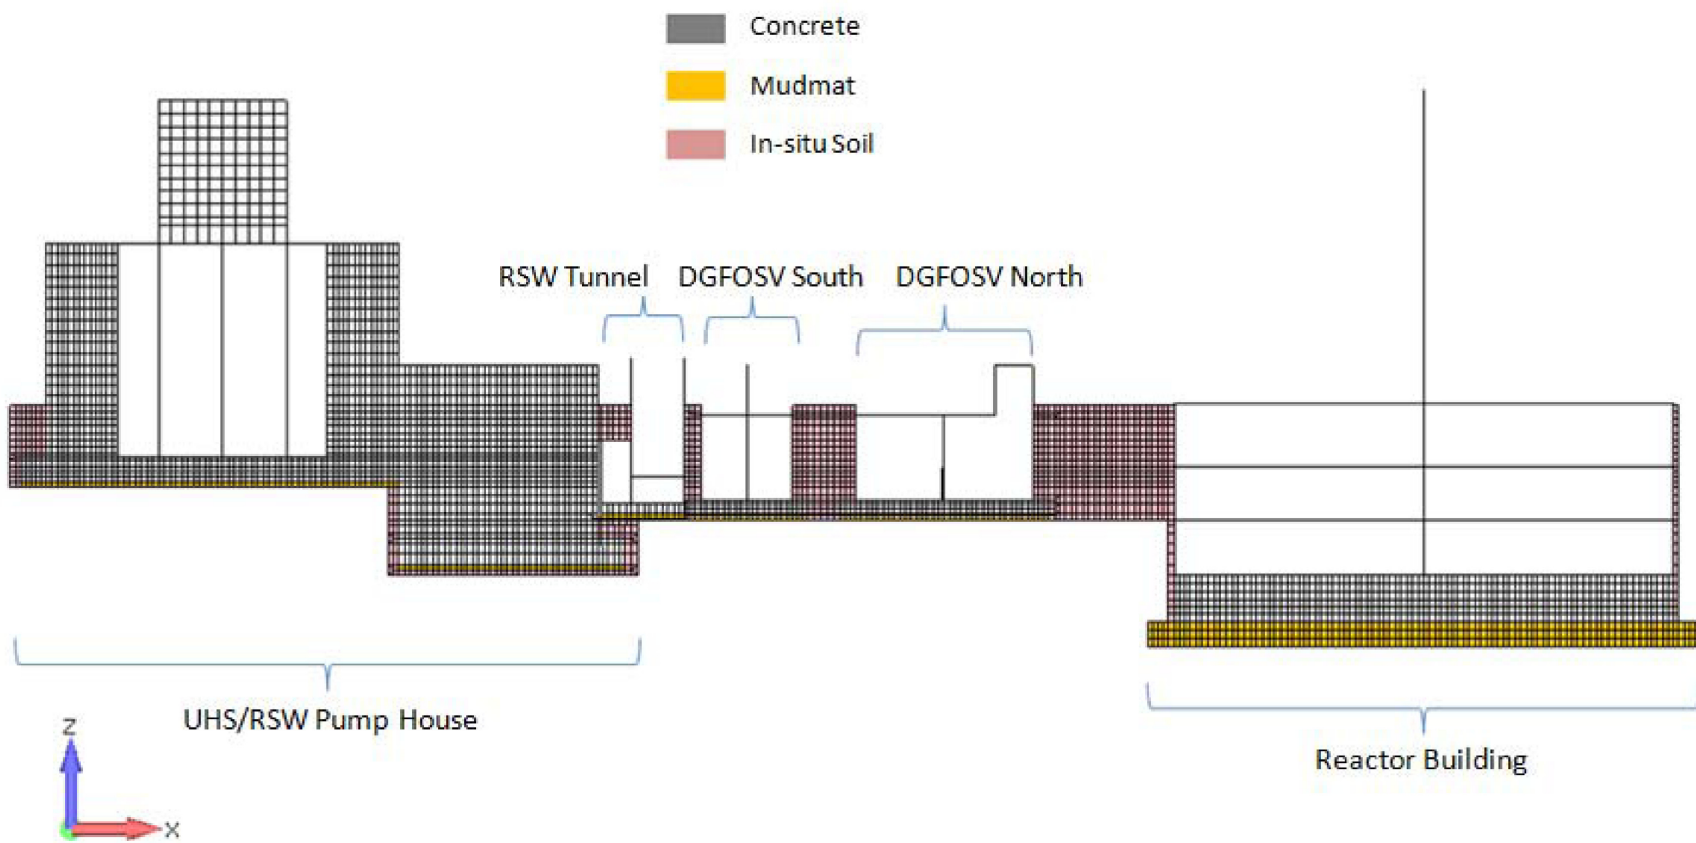 Concrete
Mudmat
In-situ Soil
RSW Tunnel
DGFOSV South
DGFOSV North
UHS/RSW Pump House
Reactor Building
Z
X